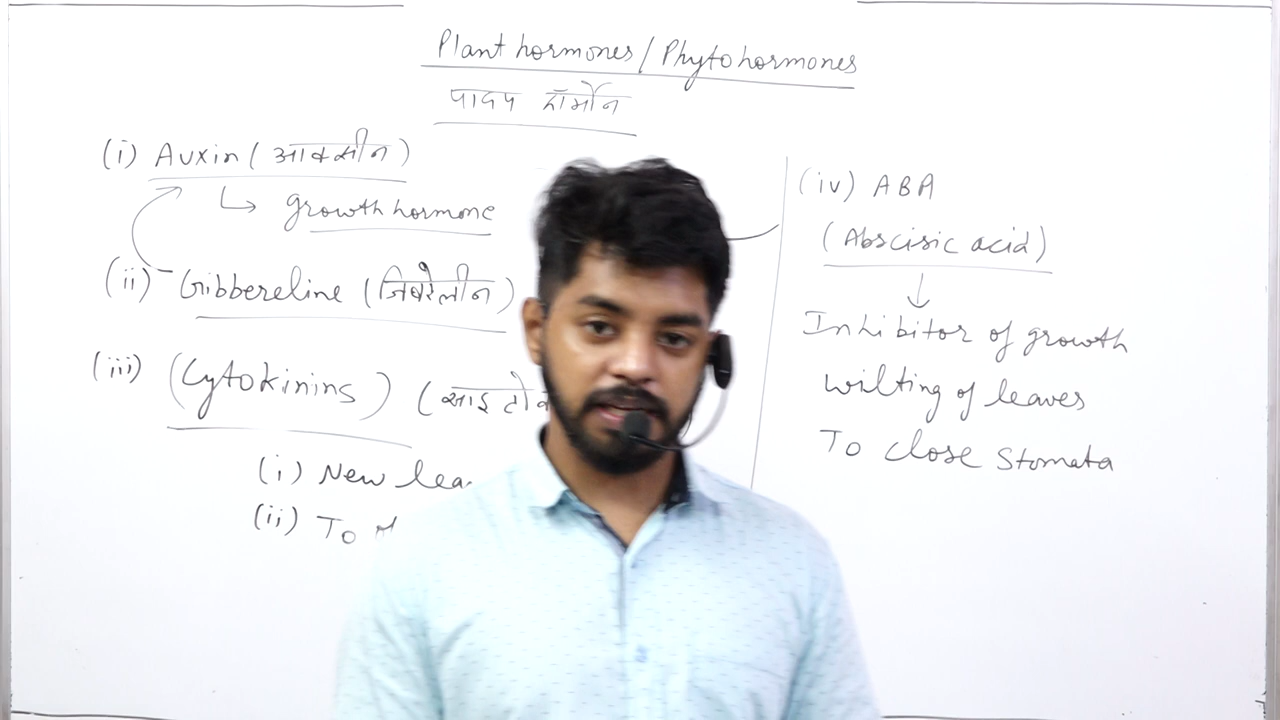 Plant hormones / Phytohormones
पादप हॉर्मोन
(i) Auxin (आक्सीन)
↳ growth hormone
(ii) Gibbereline (जिबरेलीन)
(iii) (Cytokinins) (
(i) New
(ii) To
(iv) ABA
(Abscisic acid)
↓
Inhibitor of growth
wilting of leaves
To close stomata